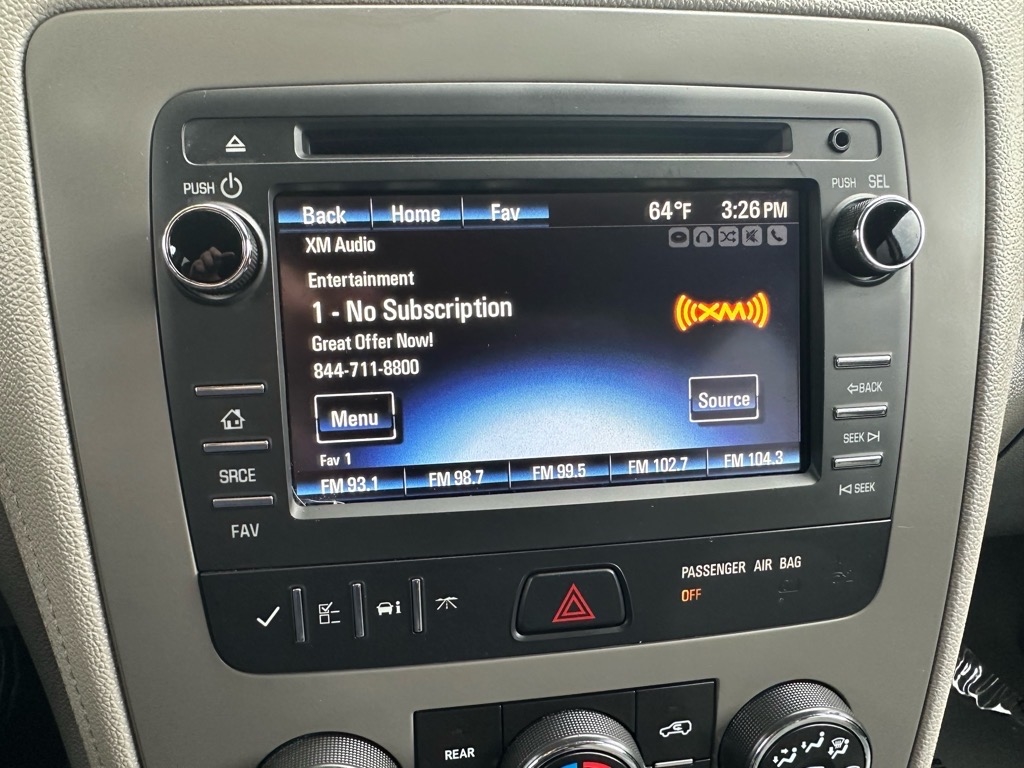 PUSH
PUSH SEL
Back Home Fav 64°F 3:26 PM
XM Audio
Entertainment
1 - No Subscription
XM
Great Offer Now!
844-711-8800
Menu Source
Fav 1
FM 93.1 FM 98.7 FM 99.5 FM 102.7 FM 104.3
SRCE
FAV
BACK
SEEK
SEEK
PASSENGER AIR BAG
OFF
REAR